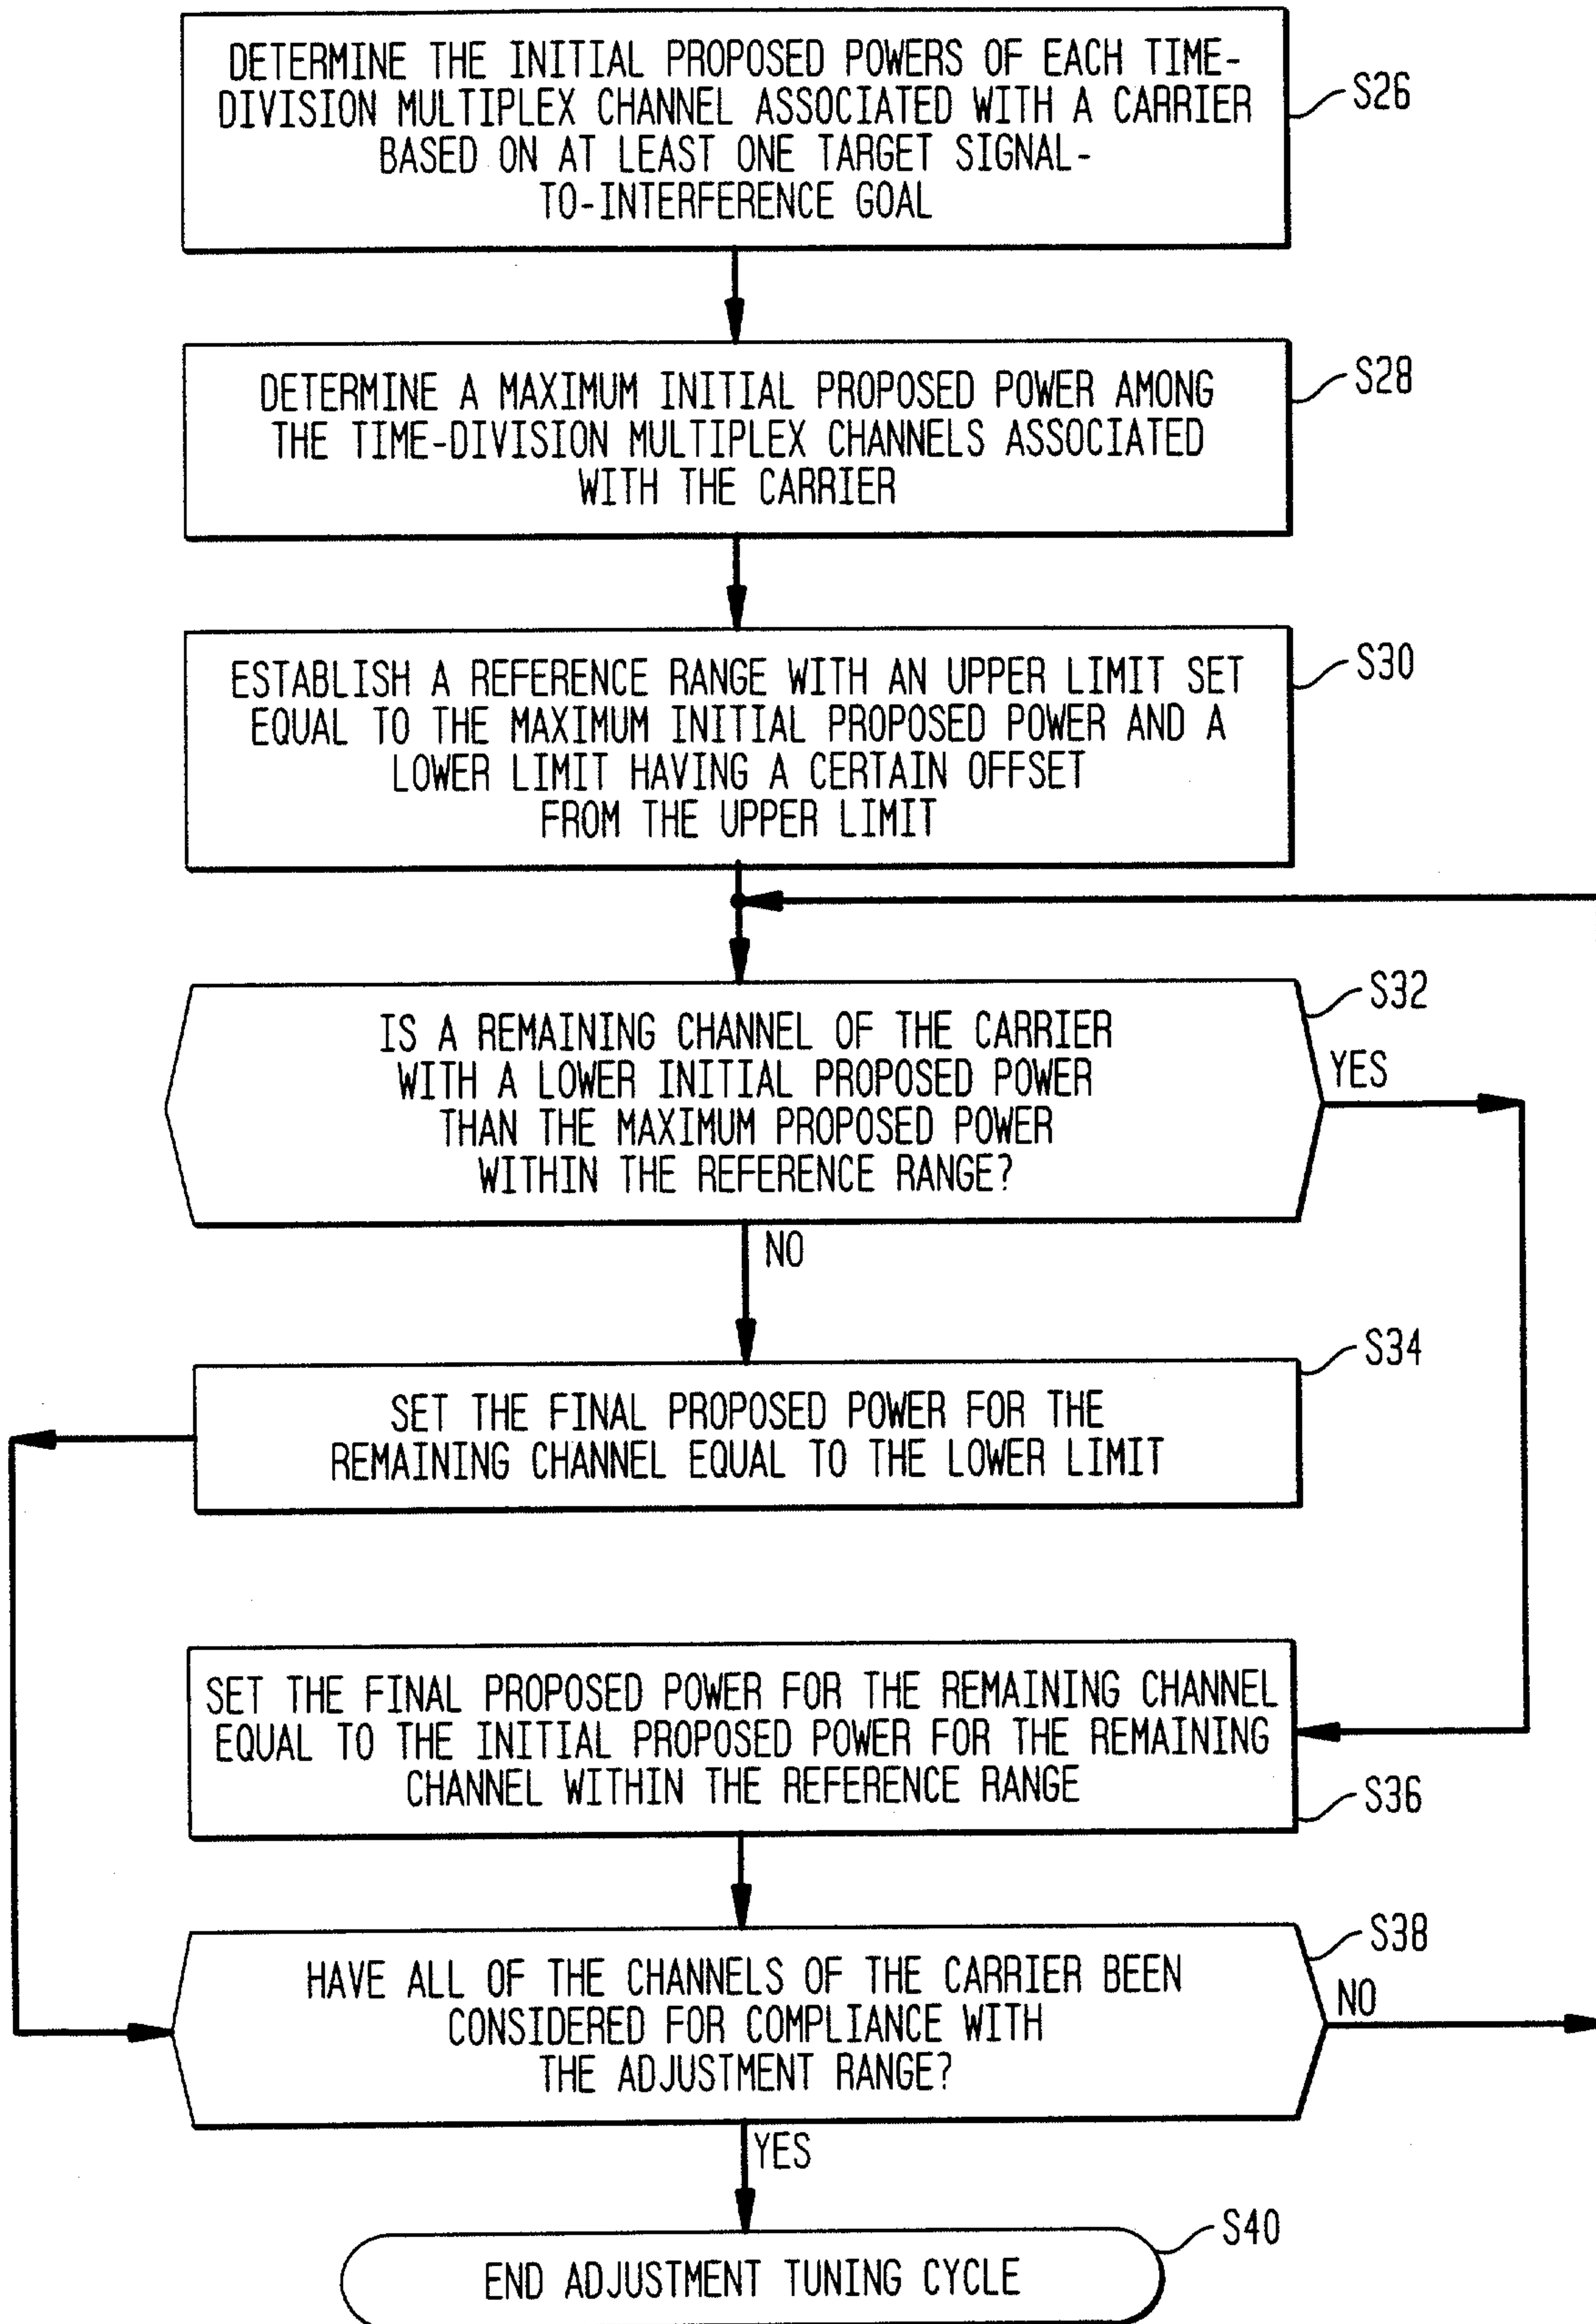 DETERMINE THE INITIAL PROPOSED POWERS OF EACH TIME-
DIVISION MULTIPLEX CHANNEL ASSOCIATED WITH A CARRIER
BASED ON AT LEAST ONE TARGET SIGNAL-
TO-INTERFERENCE GOAL
S26
DETERMINE A MAXIMUM INITIAL PROPOSED POWER AMONG
THE TIME-DIVISION MULTIPLEX CHANNELS ASSOCIATED
WITH THE CARRIER
S28
ESTABLISH A REFERENCE RANGE WITH AN UPPER LIMIT SET
EQUAL TO THE MAXIMUM INITIAL PROPOSED POWER AND A
LOWER LIMIT HAVING A CERTAIN OFFSET
FROM THE UPPER LIMIT
S30
IS A REMAINING CHANNEL OF THE CARRIER
WITH A LOWER INITIAL PROPOSED POWER
THAN THE MAXIMUM PROPOSED POWER
WITHIN THE REFERENCE RANGE?
S32
YES
NO
SET THE FINAL PROPOSED POWER FOR THE
REMAINING CHANNEL EQUAL TO THE LOWER LIMIT
S34
SET THE FINAL PROPOSED POWER FOR THE REMAINING CHANNEL
EQUAL TO THE INITIAL PROPOSED POWER FOR THE REMAINING
CHANNEL WITHIN THE REFERENCE RANGE
S36
HAVE ALL OF THE CHANNELS OF THE CARRIER BEEN
CONSIDERED FOR COMPLIANCE WITH
THE ADJUSTMENT RANGE?
S38
NO
YES
END ADJUSTMENT TUNING CYCLE
S40